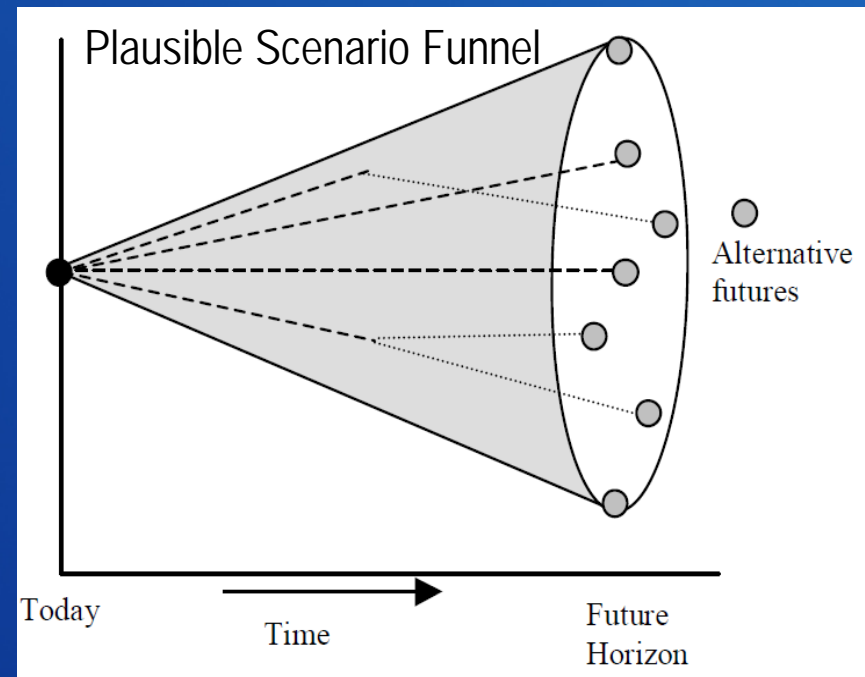 Plausible Scenario Funnel
Alternative
futures
Today
Time
Future
Horizon